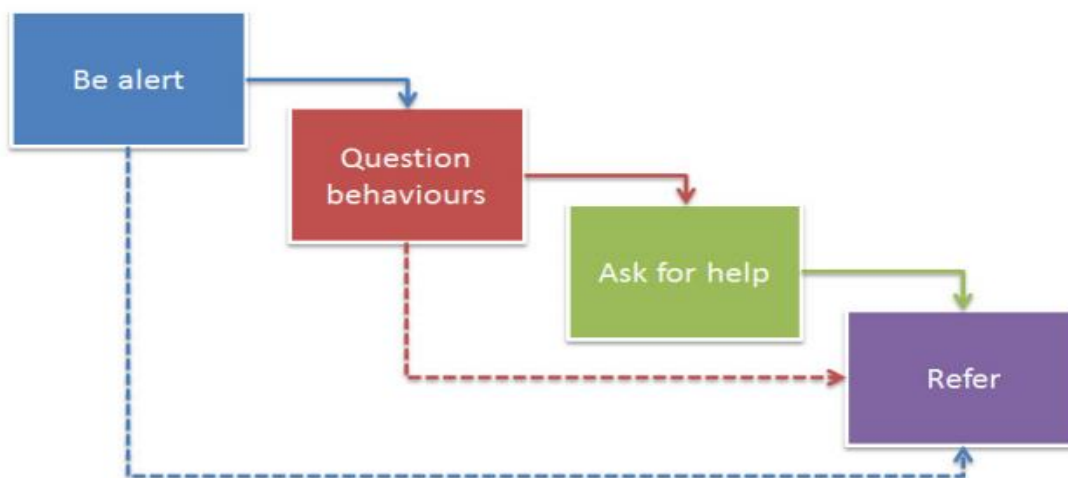 Be alert
Question
behaviours
Ask for help
Refer